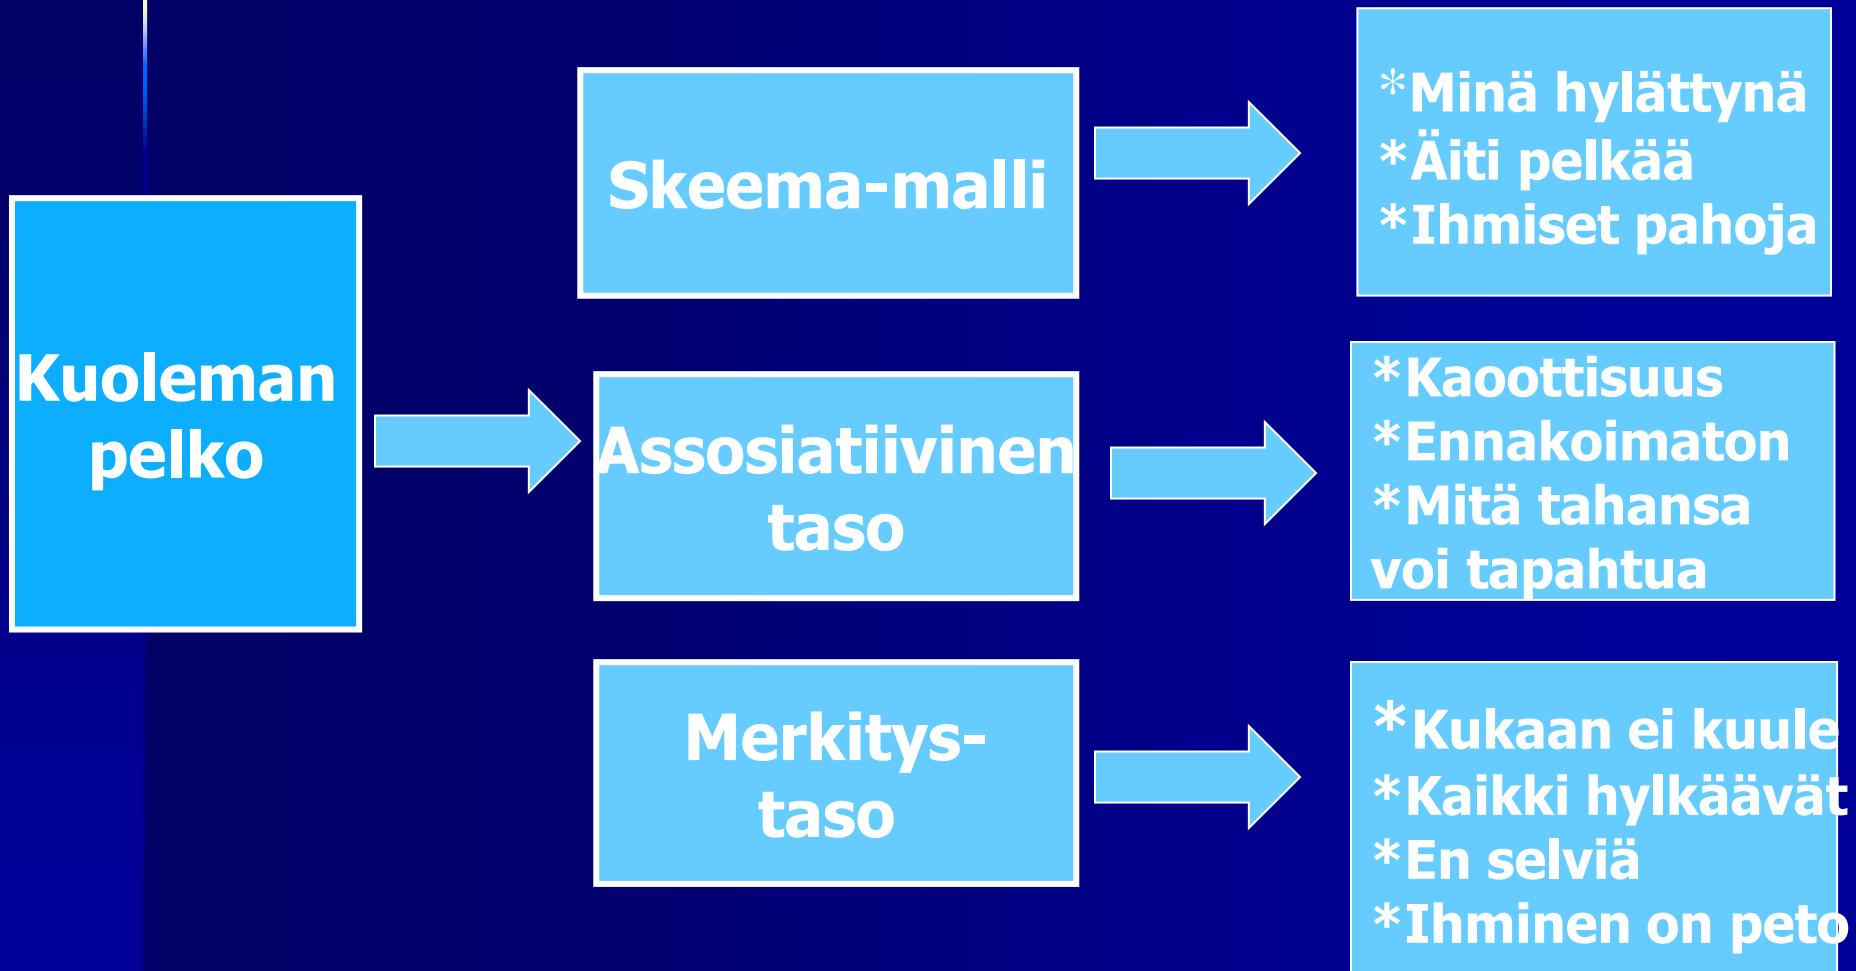 Kuoleman
pelko
Skeema-malli
*Minä hylättynä
*Äiti pelkää
*Ihmiset pahoja
Assosiatiivinen
taso
*Kaoottisuus
*Ennakoimaton
*Mitä tahansa
voi tapahtua
Merkitys-
taso
*Kukaan ei kuule
*Kaikki hylkäävät
*En selviä
*Ihminen on peto